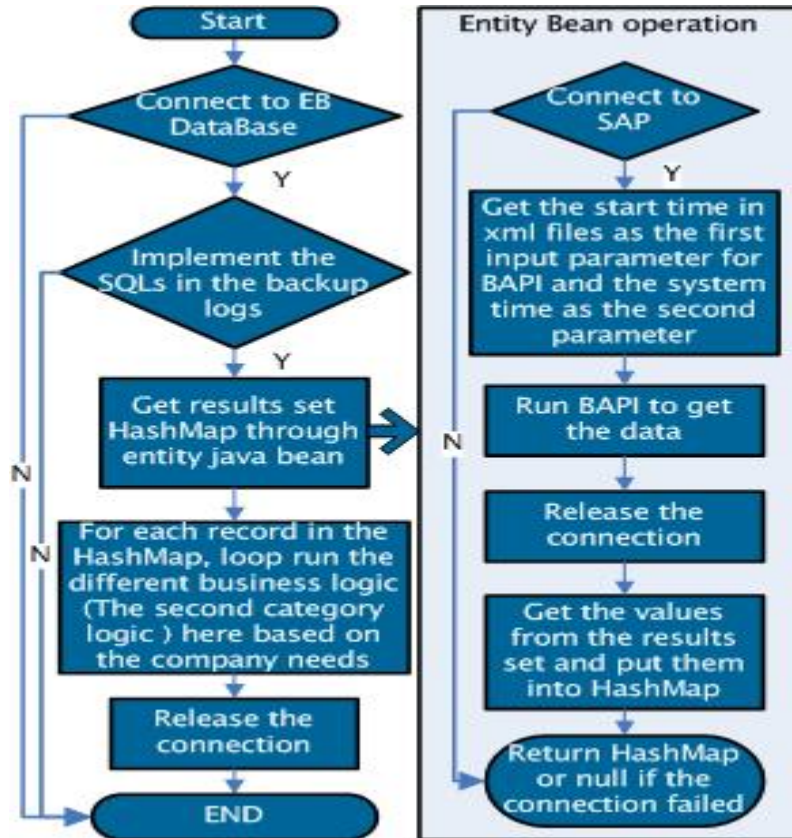 Start
Connect to EB
DataBase
Y
Implement the
SQLs in the backup
logs
Y
Get results set
HashMap through
entity java bean
N
N
For each record in the
HashMap, loop run the
different business logic
(The second category
logic ) here based on
the company needs
Release the
connection
END
Entity Bean operation
Connect to
SAP
Y
Get the start time in
xml files as the first
input parameter for
BAPI and the system
time as the second
parameter
Run BAPI to get
the data
N
Release the
connection
Get the values
from the results
set and put them
into HashMap
Return HashMap
or null if the
connection failed